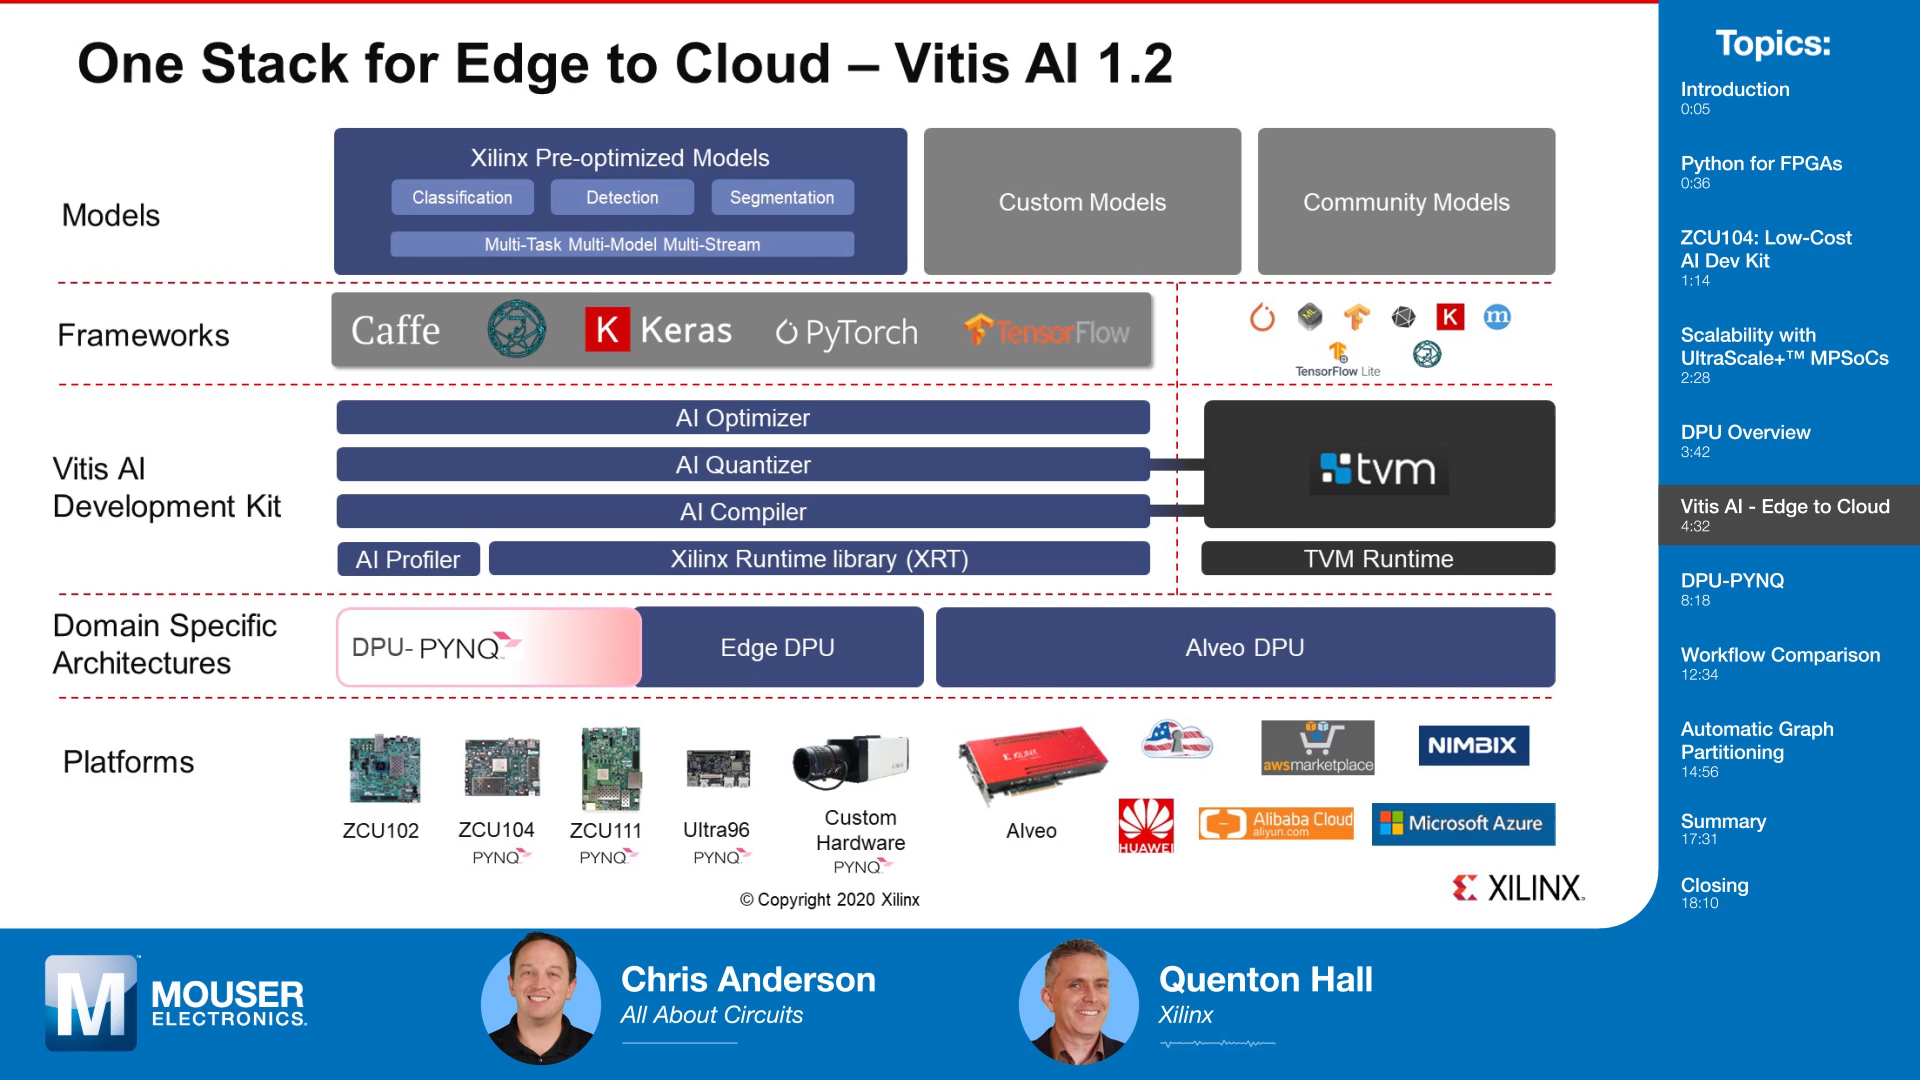 One Stack for Edge to Cloud – Vitis AI 1.2
Models
Xilinx Pre-optimized Models
Classification
Detection
Segmentation
Multi-Task Multi-Model Multi-Stream
Custom Models
Community Models
Frameworks
Caffe
K Keras
PyTorch
TensorFlow
ML
K
m
TensorFlow Lite
Vitis AI
Development Kit
AI Optimizer
AI Quantizer
AI Compiler
AI Profiler
Xilinx Runtime library (XRT)
tvm
TVM Runtime
Domain Specific
Architectures
DPU- PYNQ
Edge DPU
Alveo DPU
Platforms
ZCU102
ZCU104
PYNQ
ZCU111
PYNQ
Ultra96
PYNQ
Custom
Hardware
PYNQ
XILINX
Alveo
awsmarketplace
NIMBIX
HUAWEI
Alibaba Cloud
aliyun.com
Microsoft Azure
© Copyright 2020 Xilinx
XILINX
Topics:
Introduction
0:05
Python for FPGAs
0:36
ZCU104: Low-Cost
AI Dev Kit
1:14
Scalability with
UltraScale+™ MPSoCs
2:28
DPU Overview
3:42
Vitis AI - Edge to Cloud
4:32
DPU-PYNQ
8:18
Workflow Comparison
12:34
Automatic Graph
Partitioning
14:56
Summary
17:31
Closing
18:10
M
MOUSER
ELECTRONICS.
Chris Anderson
All About Circuits
Quenton Hall
Xilinx